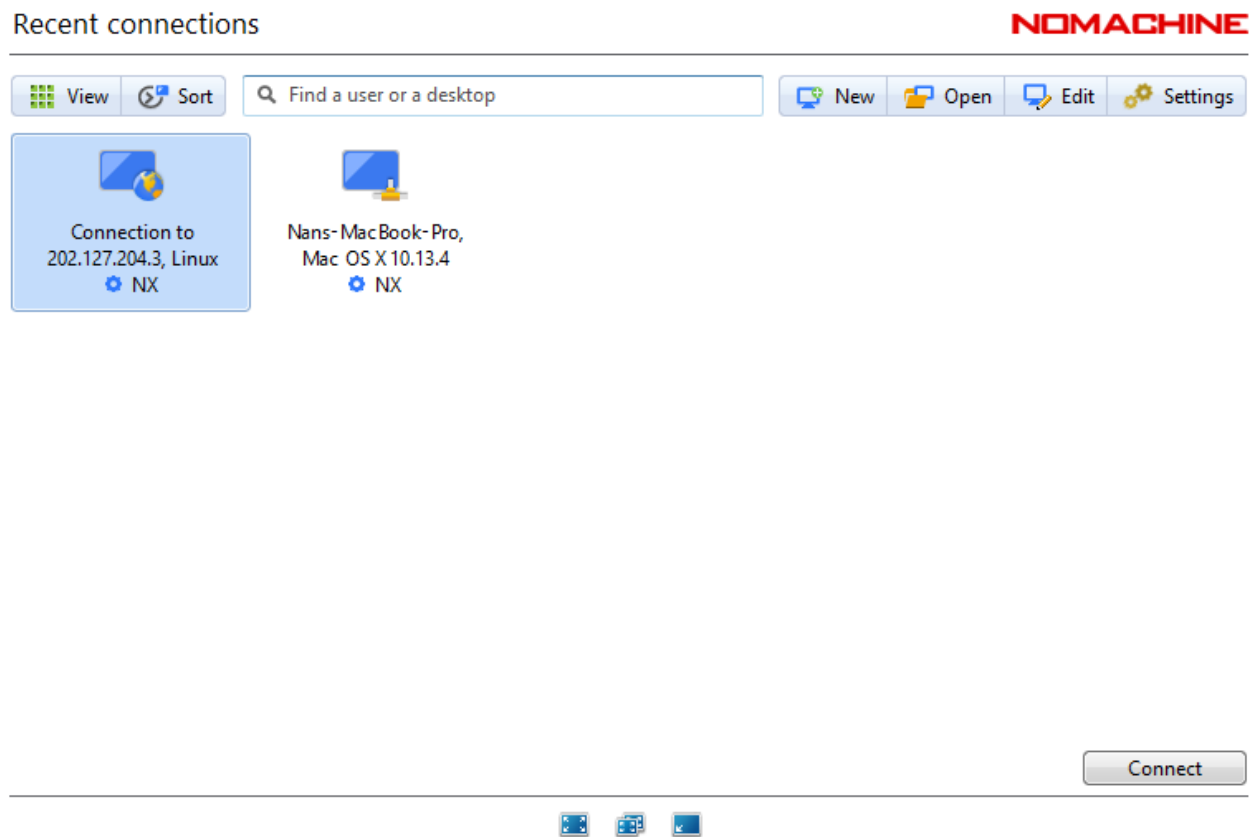 Recent connections
NOMACHINE
View
Sort
Find a user or a desktop
New
Open
Edit
Settings
Connection to
202.127.204.3, Linux
NX
Nans-MacBook-Pro,
Mac OS X 10.13.4
NX
Connect